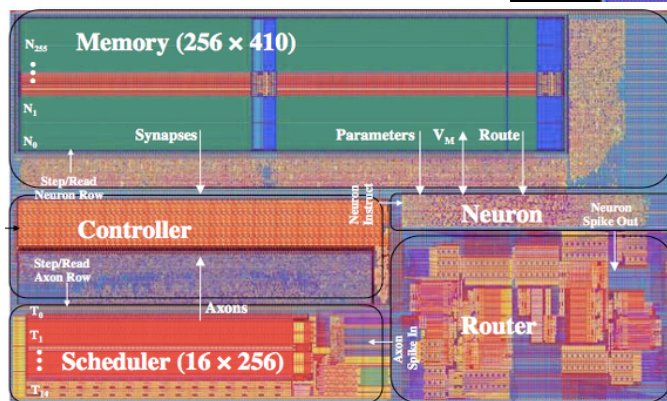 Memory (256 × 410)
N255
N1
N0
Synapses
Parameters
VM
Route
Step/Read
Neuron Row
Neuron
Instruct
Neuron
Neuron
Spike Out
Controller
Step/Read
Axon Row
Axons
T0
T1
Scheduler (16 × 256)
T14
Axon
Spike In
Router